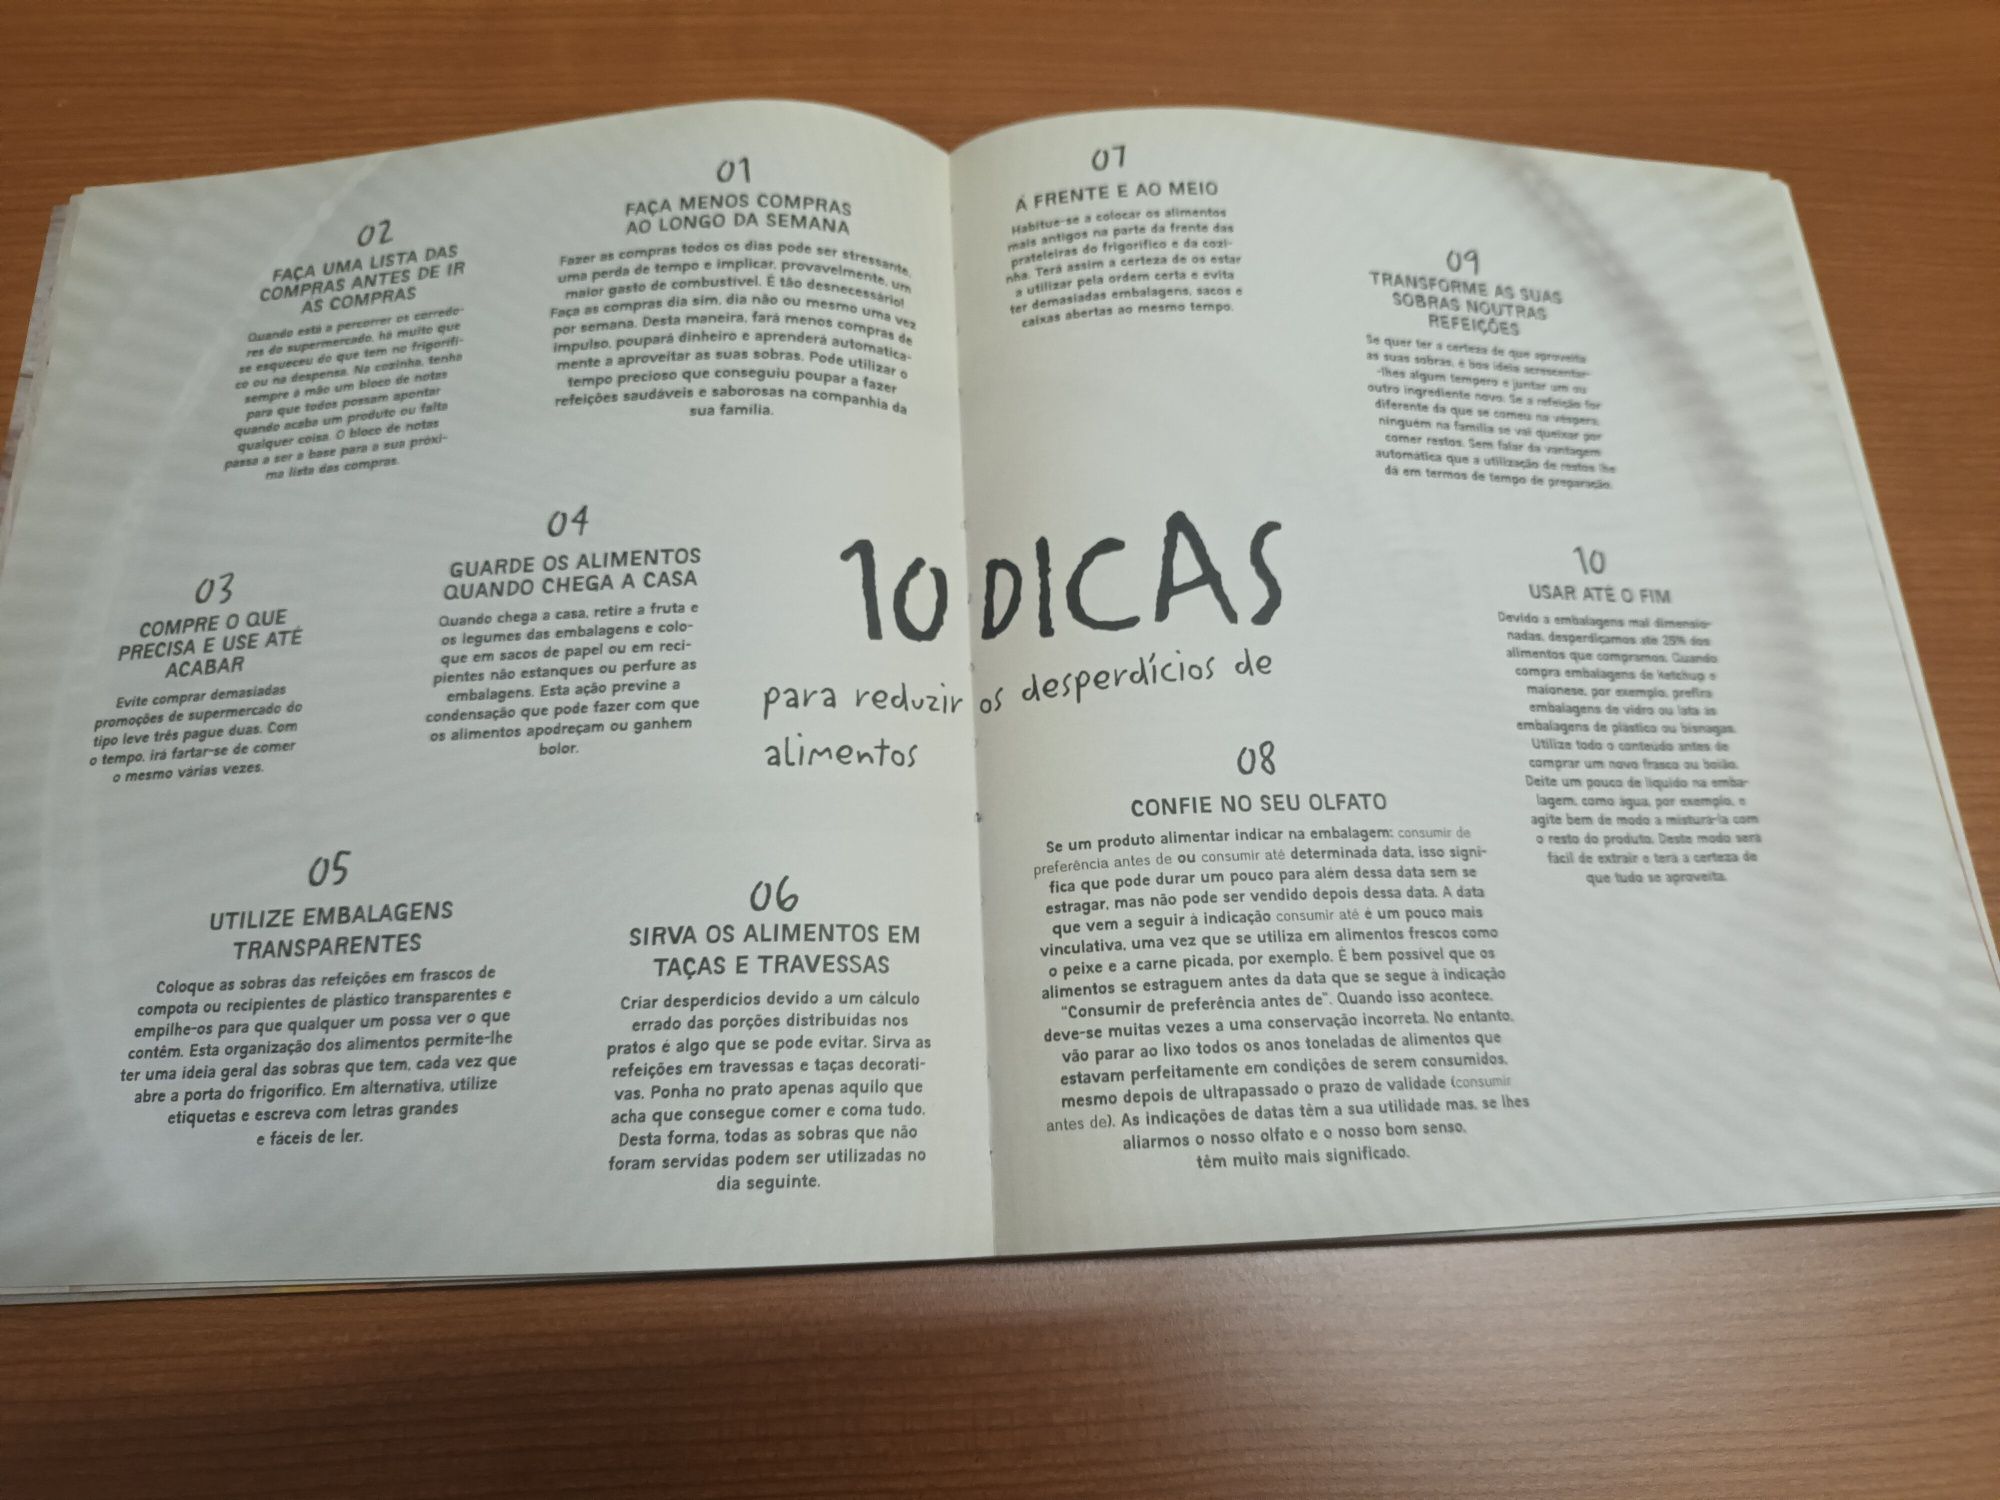 10 DICAS
para reduzir os desperdícios de
alimentos
01
FAÇA MENOS COMPRAS
AO LONGO DA SEMANA
Fazer as compras todos os dias pode ser stressante,
uma perda de tempo e implicar, provavelmente, um
maior gasto de combustível. É tão desnecessário!
Faça as compras dia sim, dia não ou mesmo uma vez
por semana. Desta maneira, fará menos compras de
impulso, poupará dinheiro e aprenderá automatica-
mente a aproveitar as suas sobras. Pode utilizar o
tempo precioso que conseguiu poupar a fazer
refeições saudáveis e saborosas na companhia da
sua família.
02
FAÇA UMA LISTA DAS
COMPRAS ANTES DE IR
ÀS COMPRAS
Quando está a percorrer os corredo-
res do supermercado, há muito que
se esqueceu do que tem no frigorífi-
co ou na despensa. Na cozinha, tenha
sempre à mão um bloco de notas
para que todos possam apontar
quando acaba um produto ou falta
qualquer coisa. O bloco de notas
passa a ser a base para a sua próxi-
ma lista das compras.
03
COMPRE O QUE
PRECISA E USE ATÉ
ACABAR
Evite comprar demasiadas
promoções de supermercado do
tipo leve três pague duas. Com
o tempo, irá fartar-se de comer
o mesmo várias vezes.
04
GUARDE OS ALIMENTOS
QUANDO CHEGA A CASA
Quando chega a casa, retire a fruta e
os legumes das embalagens e colo-
que em sacos de papel ou em reci-
pientes não estanques ou perfure as
embalagens. Esta ação previne a
condensação que pode fazer com que
os alimentos apodreçam ou ganhem
bolor.
05
UTILIZE EMBALAGENS
TRANSPARENTES
Coloque as sobras das refeições em frascos de
compota ou recipientes de plástico transparentes e
empilhe-os para que qualquer um possa ver o que
contêm. Esta organização dos alimentos permite-lhe
ter uma ideia geral das sobras que tem, cada vez que
abre a porta do frigorífico. Em alternativa, utilize
etiquetas e escreva com letras grandes
e fáceis de ler.
06
SIRVA OS ALIMENTOS EM
TAÇAS E TRAVESSAS
Criar desperdícios devido a um cálculo
errado das porções distribuídas nos
pratos é algo que se pode evitar. Sirva as
refeições em travessas e taças decorati-
vas. Ponha no prato apenas aquilo que
acha que consegue comer e coma tudo.
Desta forma, todas as sobras que não
foram servidas podem ser utilizadas no
dia seguinte.
07
À FRENTE E AO MEIO
Habitue-se a colocar os alimentos
mais antigos na parte da frente das
prateleiras do frigorífico e da cozi-
nha. Terá assim a certeza de os estar
a utilizar pela ordem certa e evita
ter demasiadas embalagens, sacos e
caixas abertas ao mesmo tempo.
08
CONFIE NO SEU OLFATO
Se um produto alimentar indicar na embalagem: consumir de
preferência antes de ou consumir até determinada data, isso signi-
fica que pode durar um pouco para além dessa data sem se
estragar, mas não pode ser vendido depois dessa data. A data
que vem a seguir à indicação consumir até é um pouco mais
vinculativa, uma vez que se utiliza em alimentos frescos como
o peixe e a carne picada, por exemplo. É bem possível que os
alimentos se estraguem antes da data que se segue à indicação
"Consumir de preferência antes de". Quando isso acontece,
deve-se muitas vezes a uma conservação incorreta. No entanto,
vão parar ao lixo todos os anos toneladas de alimentos que
estavam perfeitamente em condições de serem consumidos,
mesmo depois de ultrapassado o prazo de validade (consumir
antes de). As indicações de datas têm a sua utilidade mas, se lhes
aliarmos o nosso olfato e o nosso bom senso,
têm muito mais significado.
09
TRANSFORME AS SUAS
SOBRAS NOUTRAS
REFEIÇÕES
Se quer ter a certeza de que aproveita
as suas sobras, é boa ideia acrescentar-
-lhes algum tempero e juntar um ou
outro ingrediente novo. Se a refeição for
diferente da que se comeu na véspera,
ninguém na família se vai queixar por
comer restos. Sem falar da vantagem
automática que a utilização de restos lhe
dá em termos de tempo de preparação.
10
USAR ATÉ O FIM
Devido a embalagens mal dimensio-
nadas, desperdiçamos até 25% dos
alimentos que compramos. Quando
compra embalagens de ketchup e
maionese, por exemplo, prefira
embalagens de vidro ou lata às
embalagens de plástico ou bisnagas.
Utilize todo o conteúdo antes de
comprar um novo frasco ou boião.
Deite um pouco de líquido na emba-
lagem, como água, por exemplo, e
agite bem de modo a misturá-la com
o resto do produto. Deste modo será
fácil de extrair e terá a certeza de
que tudo se aproveita.